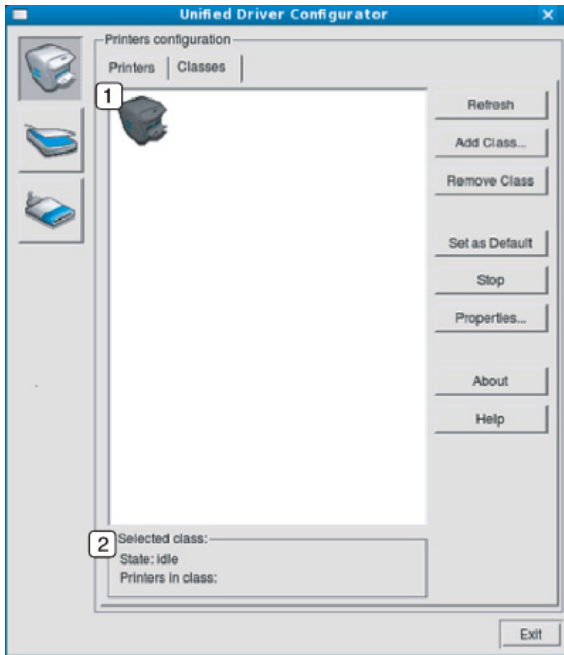 Unified Driver Configurator
Printers configuration
Printers
Classes
1
Refresh
Add Class...
Remove Class
Set as Default
Stop
Properties...
About
Help
2
Selected class:
State: idle
Printers in class:
Exit